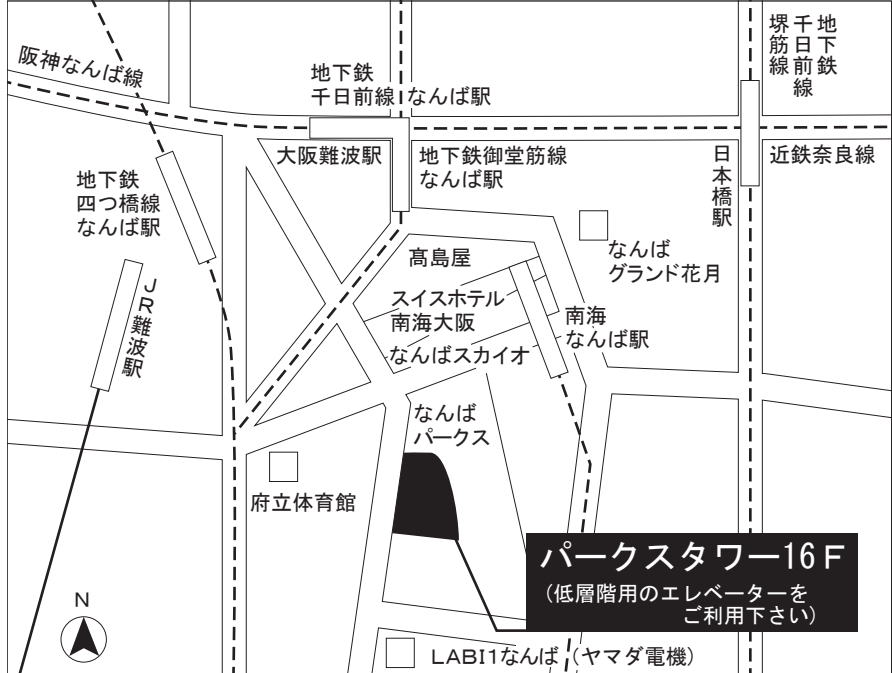 阪神なんば線
地下鉄
千日前線 なんば駅
地下鉄
千日前線
堺筋線
大阪難波駅
地下鉄御堂筋線
なんば駅
日本橋駅
近鉄奈良線
地下鉄
四つ橋線
なんば駅
JR難波駅
髙島屋
なんば
グランド花月
スイスホテル
南海大阪
南海
なんば駅
なんばスカイオ
なんば
パークス
府立体育館
パークスタワー16F
(低層階用のエレベーターを
ご利用下さい)
N
LABI1なんば (ヤマダ電機)